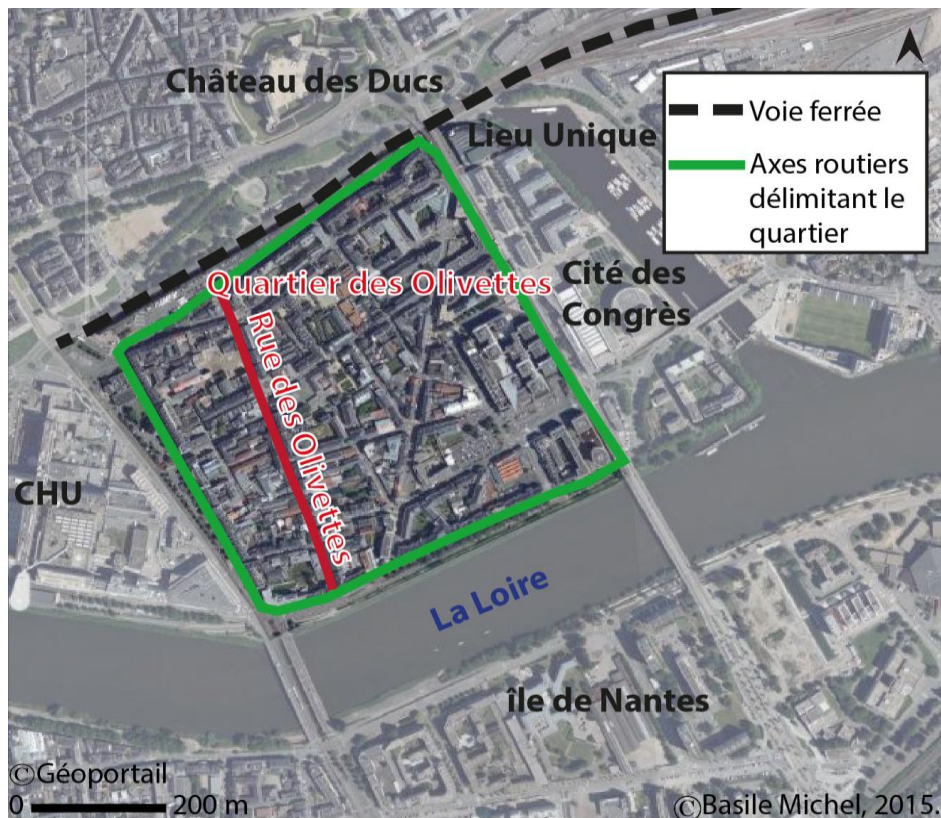 Château des Ducs
Lieu Unique
Voie ferrée
Axes routiers
délimitant le
quartier
Quartier des Olivettes
Cité des
Congrès
Rue des Olivettes
CHU
La Loire
île de Nantes
©Géoportail
0 200 m
©Basile Michel, 2015.